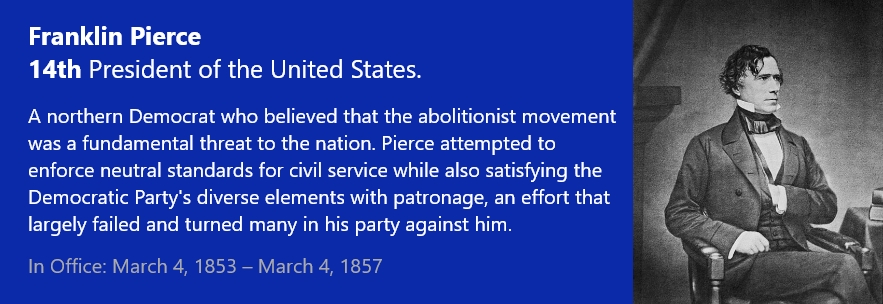 Franklin Pierce
14th President of the United States.
A northern Democrat who believed that the abolitionist movement
was a fundamental threat to the nation. Pierce attempted to
enforce neutral standards for civil service while also satisfying the
Democratic Party's diverse elements with patronage, an effort that
largely failed and turned many in his party against him.
In Office: March 4, 1853 – March 4, 1857